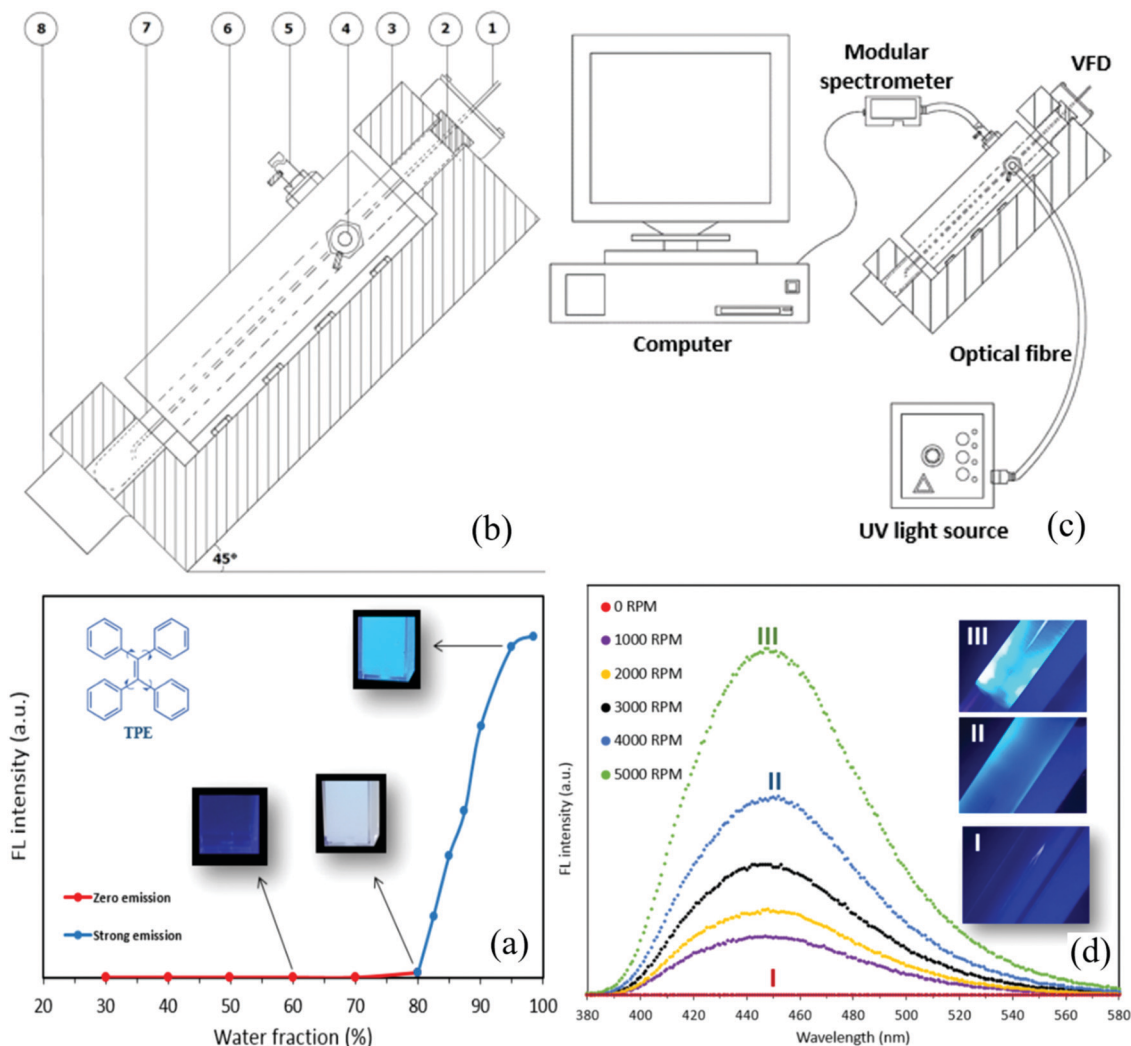 8 7 6 5 4 3 2 1
45°
(b)
Modular
spectrometer
VFD
Computer
Optical fibre
UV light source
(c)
TPE
FL intensity (a.u.)
Zero emission
Strong emission
(a)
20 30 40 50 60 70 80 90 100
Water fraction (%)
FL intensity (a.u.)
0 RPM
1000 RPM
2000 RPM
3000 RPM
4000 RPM
5000 RPM
III
II
I
III
II
I
(d)
380 400 420 440 460 480 500 520 540 560 580
Wavelength (nm)